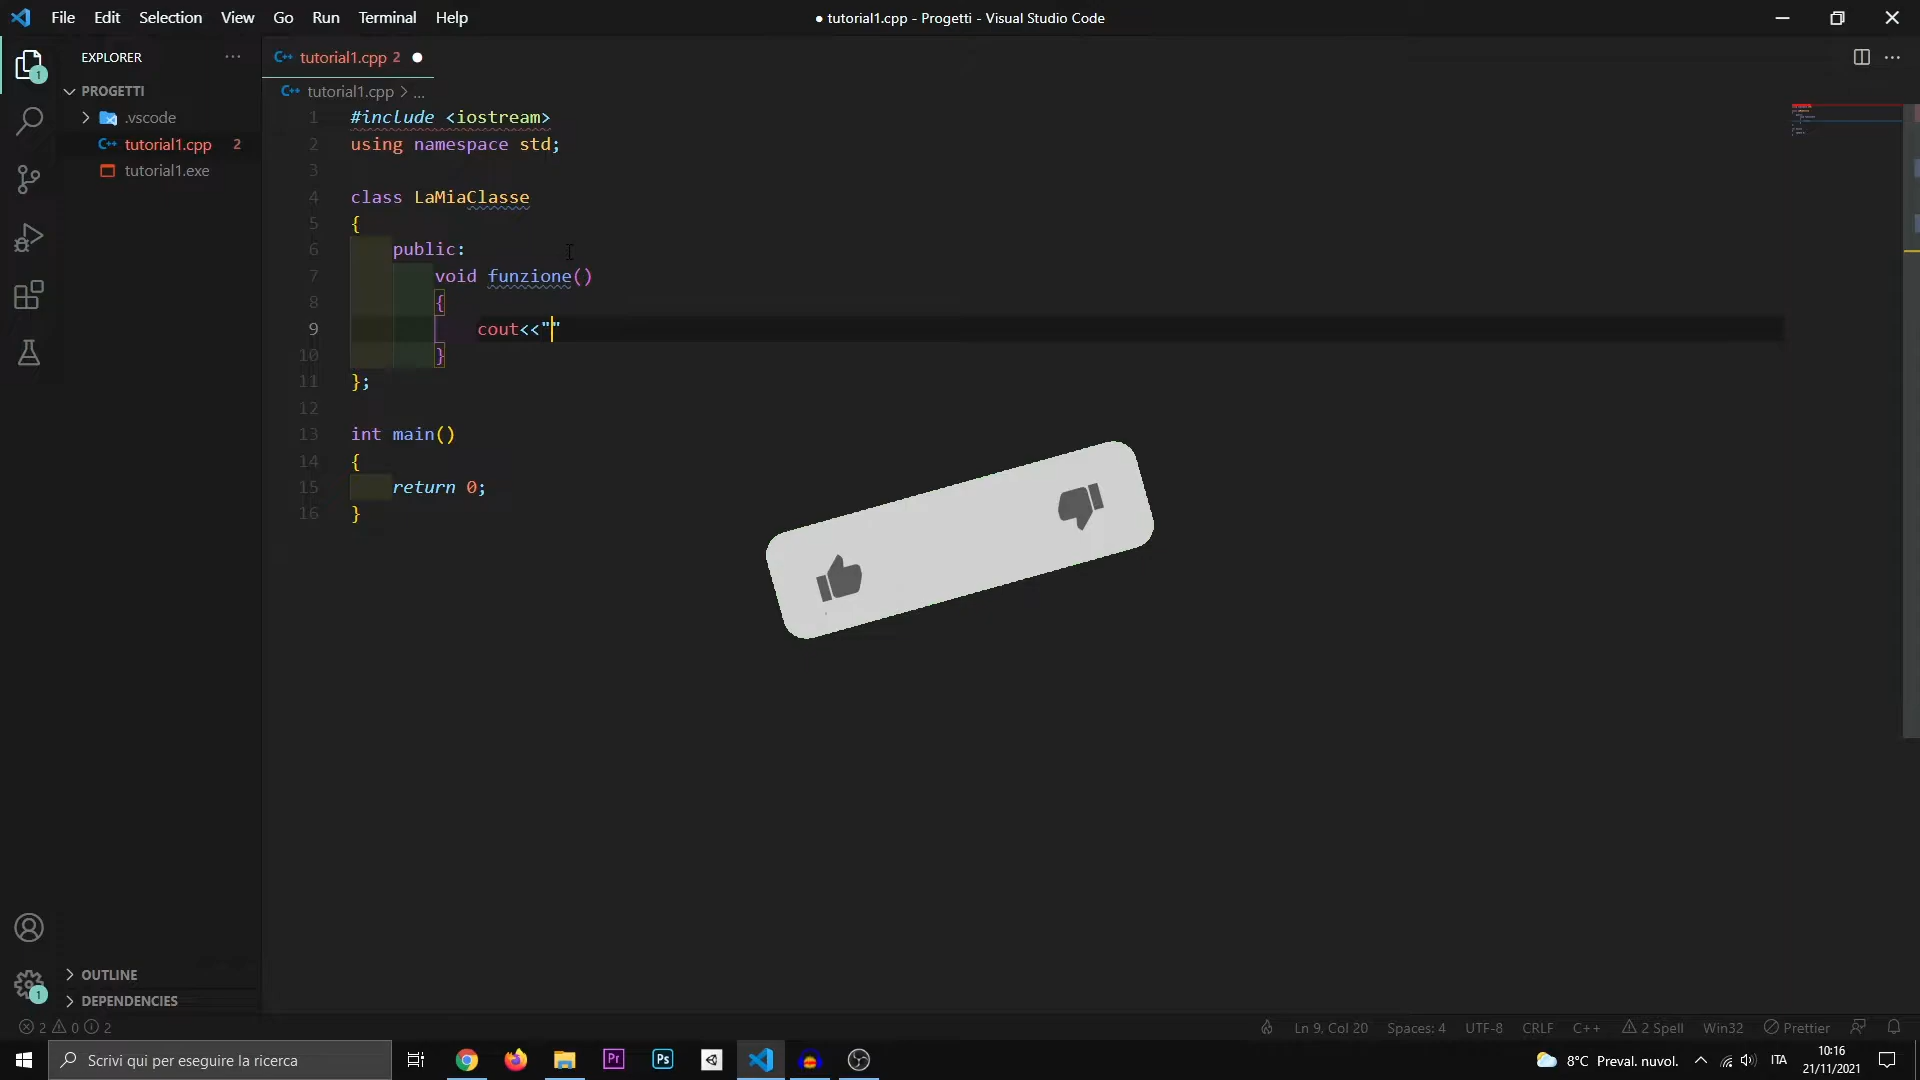 File Edit Selection View Go Run Terminal Help
● tutorial1.cpp - Progetti - Visual Studio Code
EXPLORER
PROGETTI
.vscode
tutorial1.cpp 2
tutorial1.exe
OUTLINE
DEPENDENCIES
1
1
tutorial1.cpp 2
tutorial1.cpp > ...
1 #include <iostream>
2 using namespace std;
3
4 class LaMiaClasse
5 {
6 public:
7 void funzione()
8 {
9 cout<<""
10 }
11 };
12
13 int main()
14 {
15 return 0;
16 }
2 0 2
Ln 9, Col 20 Spaces: 4 UTF-8 CRLF C++ 2 Spell Win32 Prettier
Scrivi qui per eseguire la ricerca
Pr
Ps
8°C Preval. nuvol.
ITA
10:16
21/11/2021